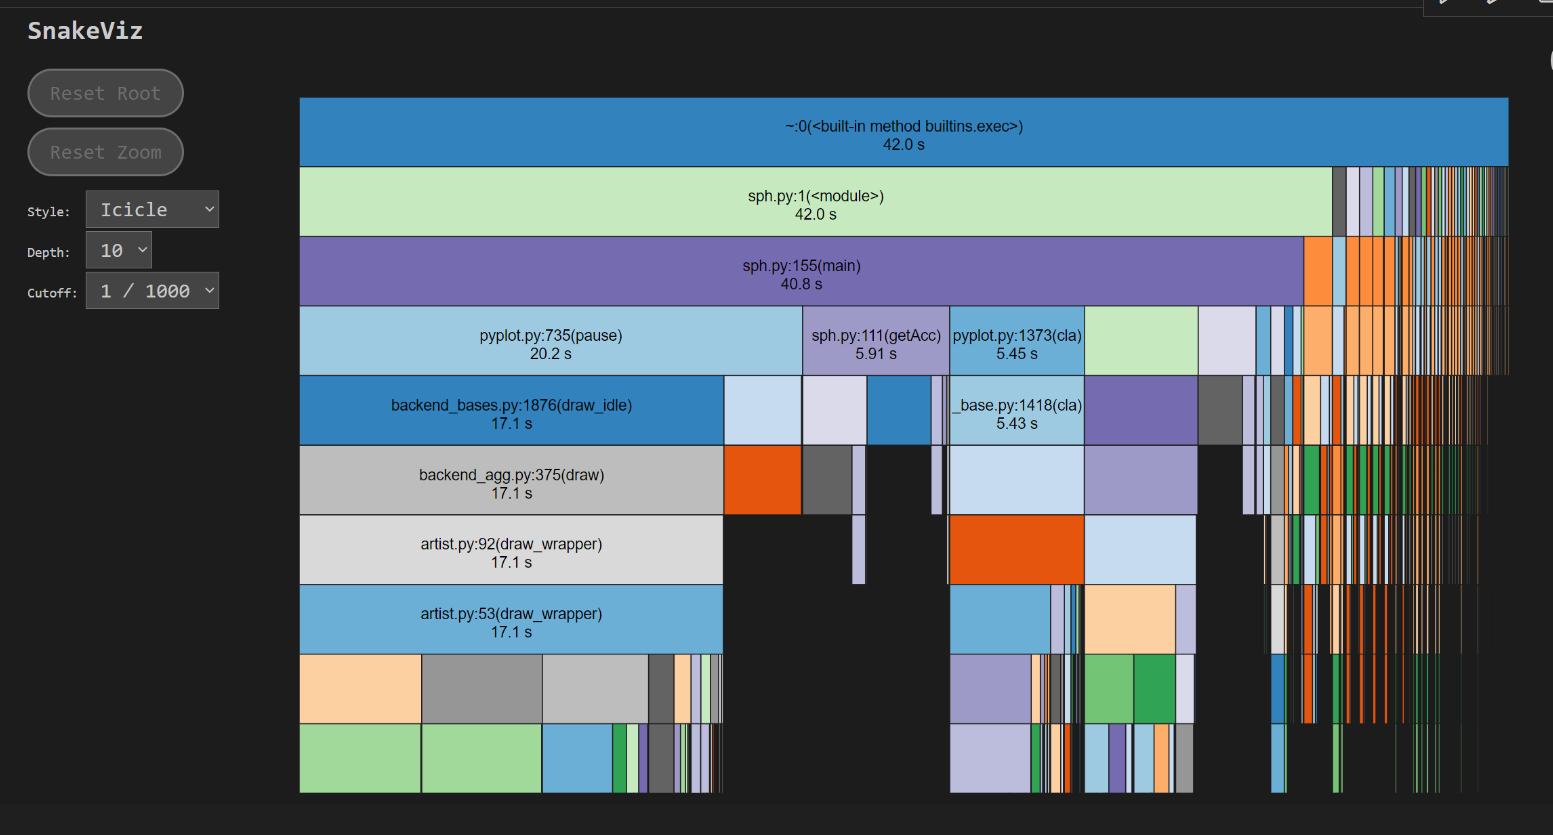 SnakeViz
Reset Root
Reset Zoom
Style: Icicle
Depth: 10
Cutoff: 1 / 1000
~:0(<built-in method builtins.exec>)
42.0 s
sph.py:1(<module>)
42.0 s
sph.py:155(main)
40.8 s
pyplot.py:735(pause)
20.2 s
sph.py:111(getAcc)
5.91 s
pyplot.py:1373(cla)
5.45 s
backend_bases.py:1876(draw_idle)
17.1 s
_base.py:1418(cla)
5.43 s
backend_agg.py:375(draw)
17.1 s
artist.py:92(draw_wrapper)
17.1 s
artist.py:53(draw_wrapper)
17.1 s